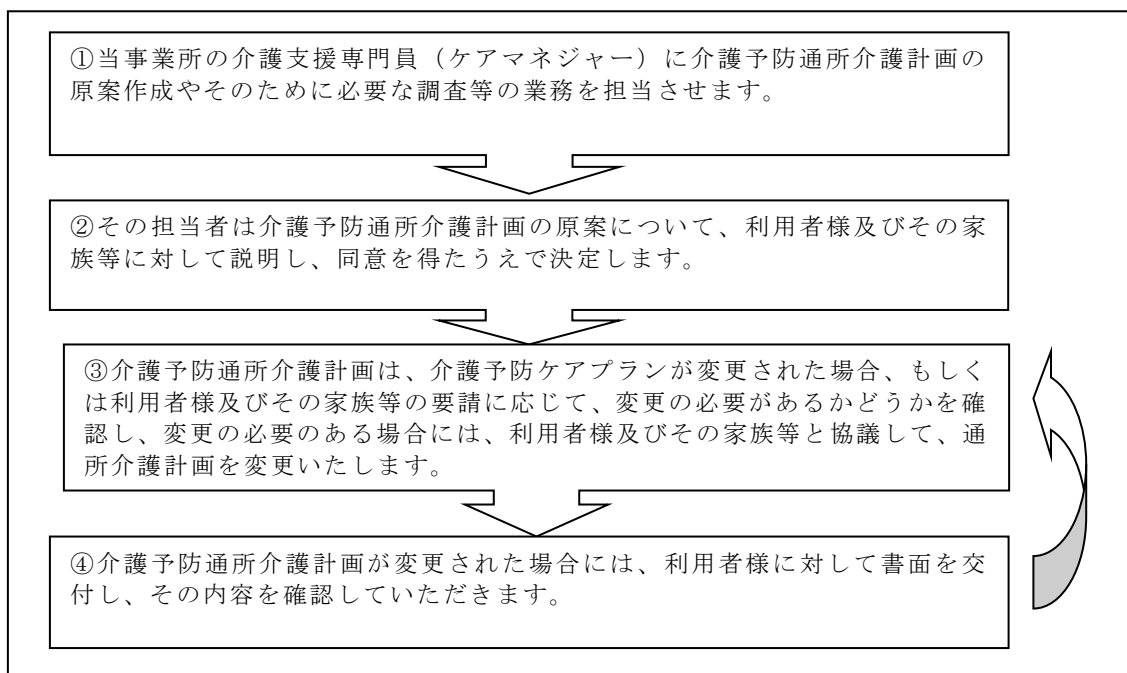 ①当事業所の介護支援専門員（ケアマネジャー）に介護予防通所介護計画の
原案作成やそのために必要な調査等の業務を担当させます。
②その担当者は介護予防通所介護計画の原案について、利用者様及びその家
族等に対して説明し、同意を得たうえで決定します。
③介護予防通所介護計画は、介護予防ケアプランが変更された場合、もしく
は利用者様及びその家族等の要請に応じて、変更の必要があるかどうかを確
認し、変更の必要のある場合には、利用者様及びその家族等と協議して、通
所介護計画を変更いたします。
④介護予防通所介護計画が変更された場合には、利用者様に対して書面を交
付し、その内容を確認していただきます。